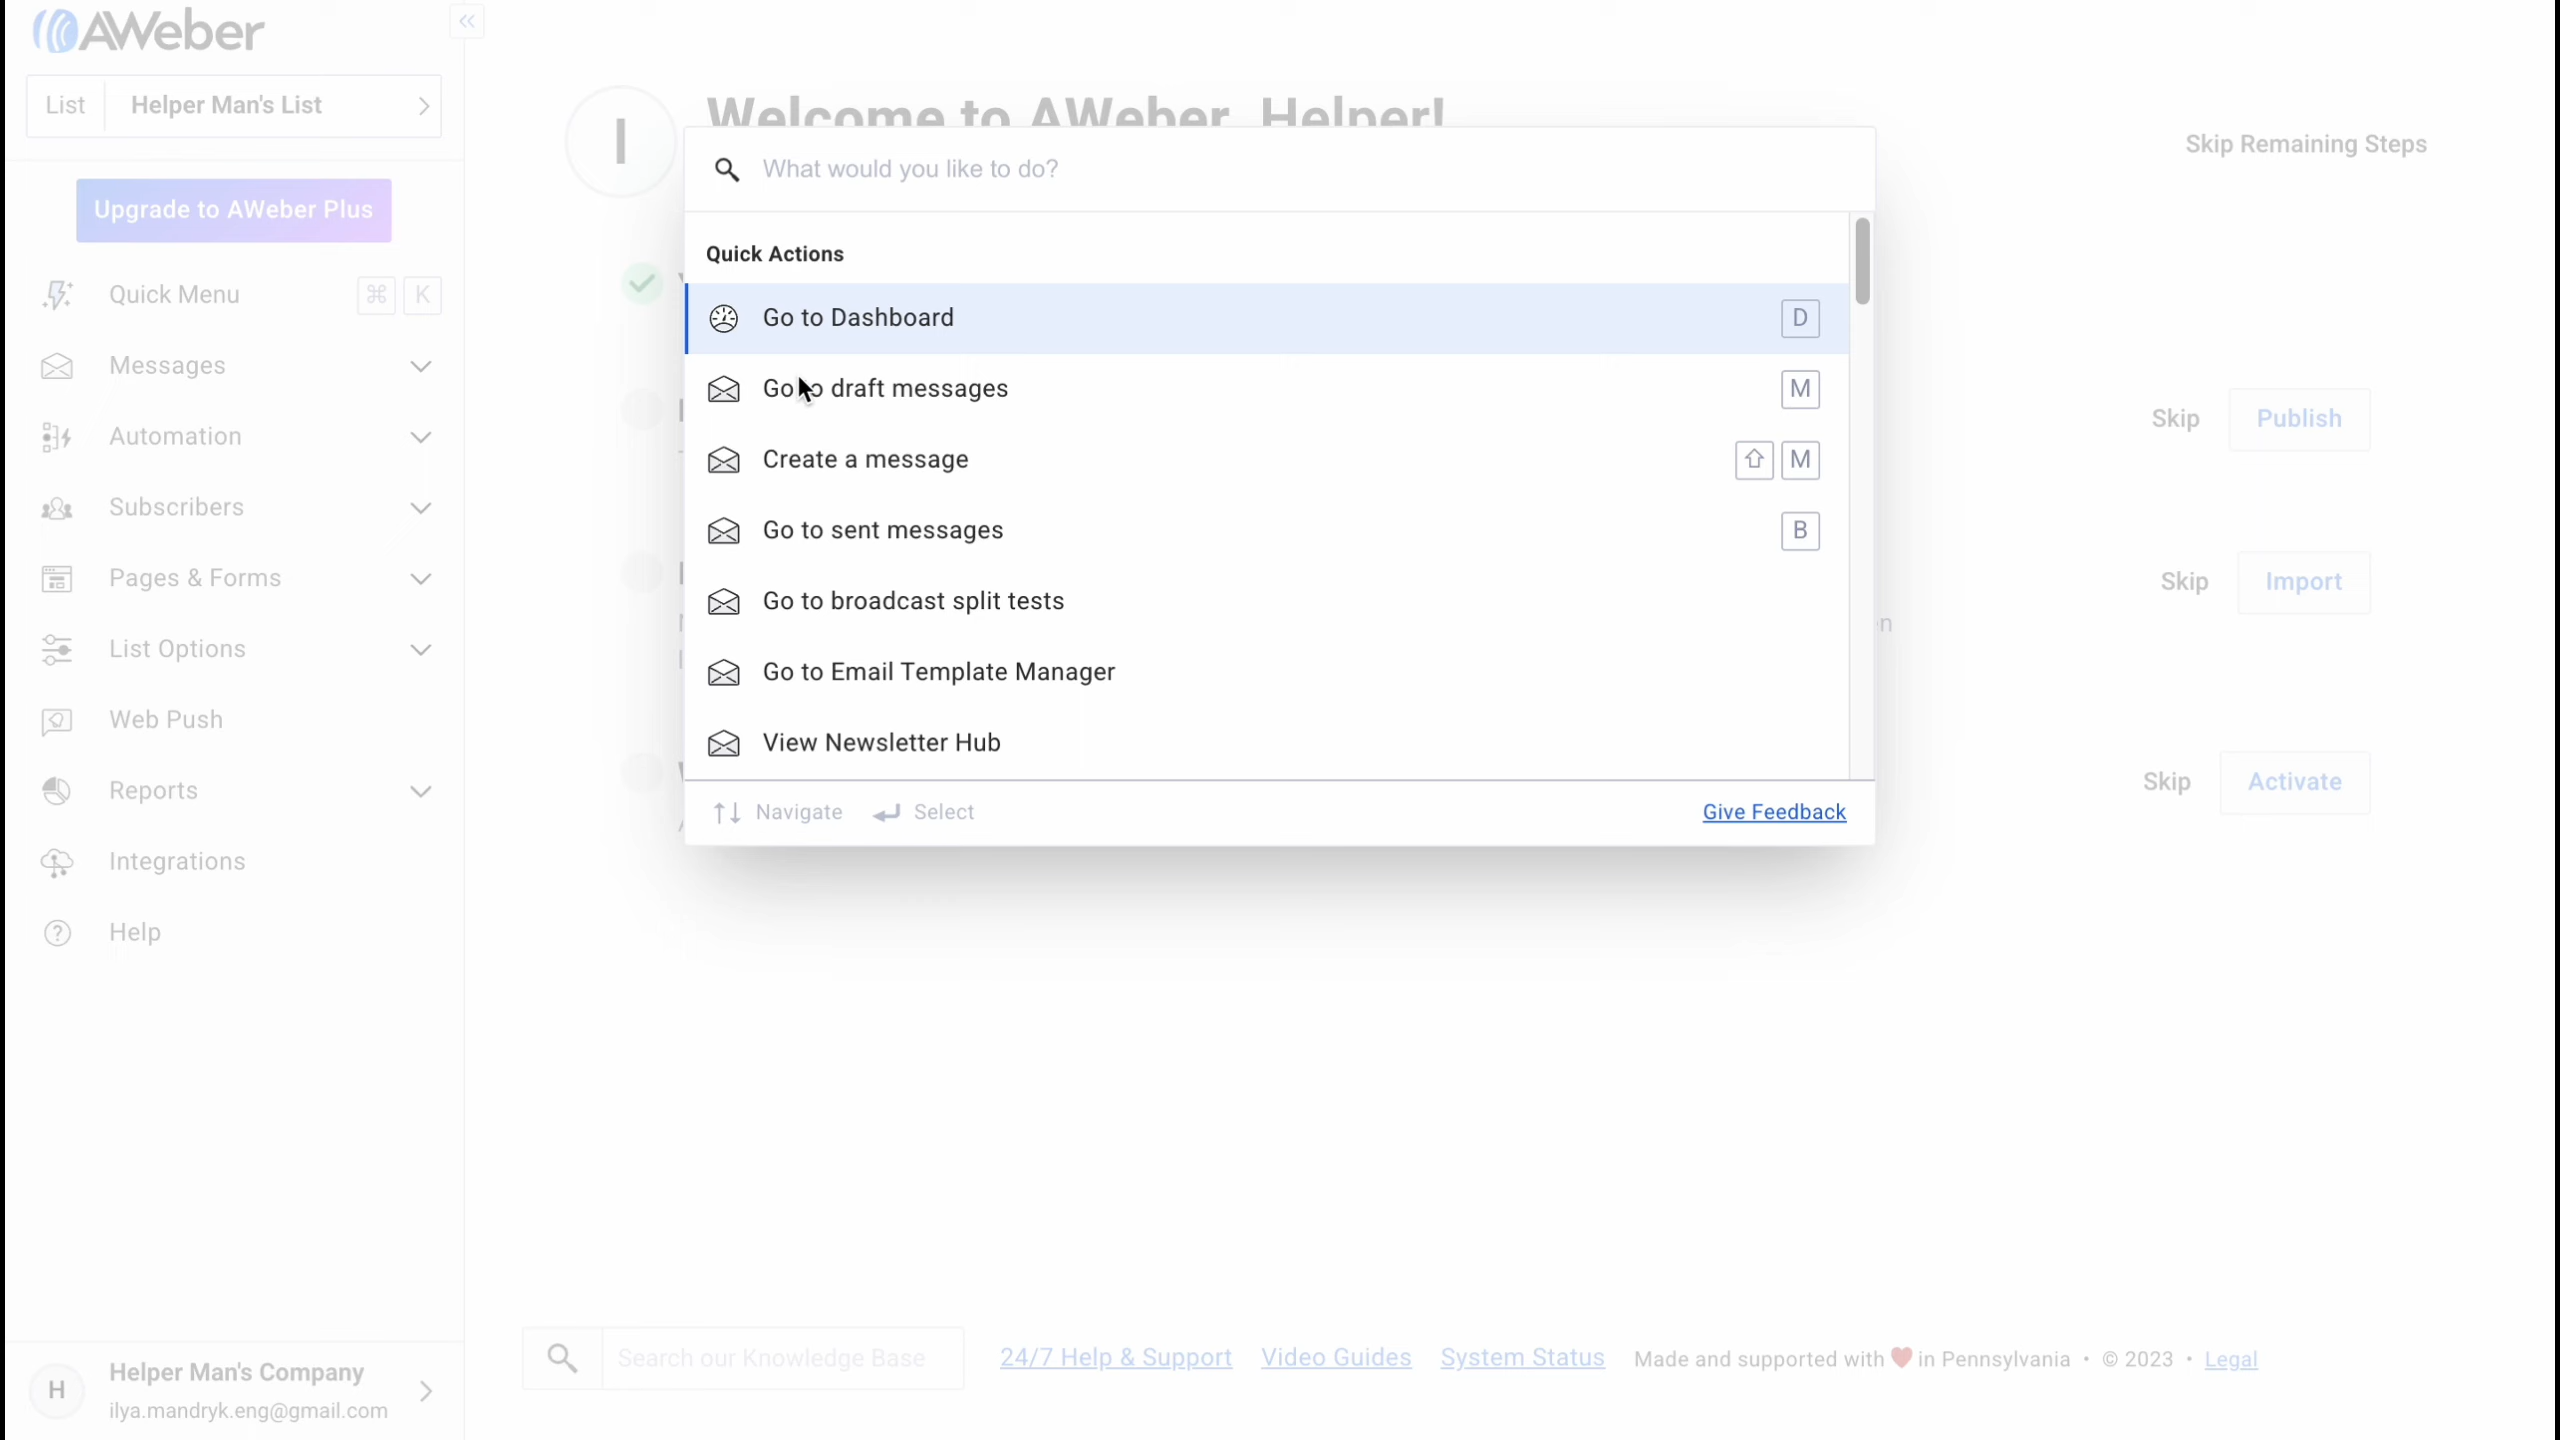 AWeber
List
Helper Man's List
Upgrade to AWeber Plus
Quick Menu
⌘ K
Messages
Automation
Subscribers
Pages & Forms
List Options
Web Push
Reports
Integrations
Help
Helper Man's Company
H
ilya.mandryk.eng@gmail.com
I
Welcome to AWeber, Helper!
Skip Remaining Steps
What would you like to do?
Quick Actions
Go to Dashboard D
Go to draft messages M
Create a message M
Go to sent messages B
Go to broadcast split tests
Go to Email Template Manager
View Newsletter Hub
Navigate Select
Give Feedback
Skip Publish
Skip Import
Skip Activate
Search our Knowledge Base
24/7 Help & Support Video Guides System Status Made and supported with in Pennsylvania • © 2023 • Legal